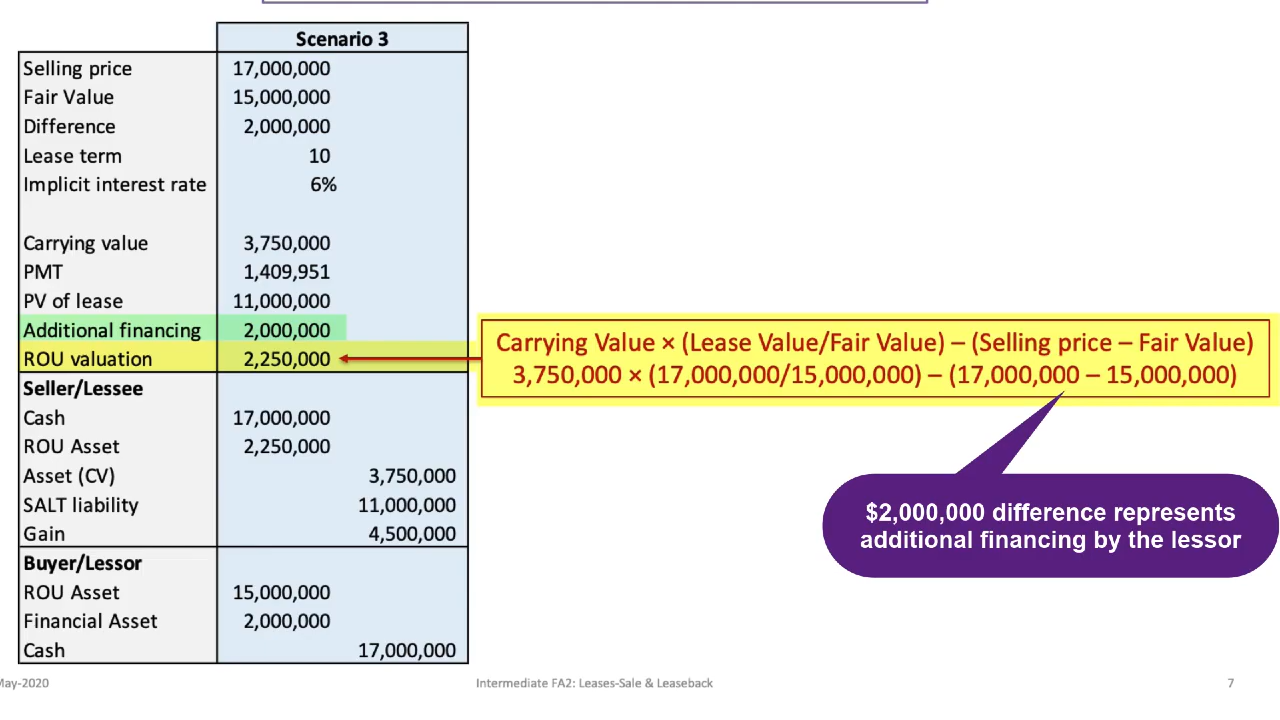 Scenario 3
Selling price 17,000,000
Fair Value 15,000,000
Difference 2,000,000
Lease term 10
Implicit interest rate 6%
Carrying value 3,750,000
PMT 1,409,951
PV of lease 11,000,000
Additional financing 2,000,000
ROU valuation 2,250,000
Carrying Value × (Lease Value/Fair Value) – (Selling price – Fair Value)
3,750,000 × (17,000,000/15,000,000) – (17,000,000 – 15,000,000)
Seller/Lessee
Cash 17,000,000
ROU Asset 2,250,000
Asset (CV) 3,750,000
SALT liability 11,000,000
Gain 4,500,000
$2,000,000 difference represents
additional financing by the lessor
Buyer/Lessor
ROU Asset 15,000,000
Financial Asset 2,000,000
Cash 17,000,000
May-2020 Intermediate FA2: Leases-Sale & Leaseback 7